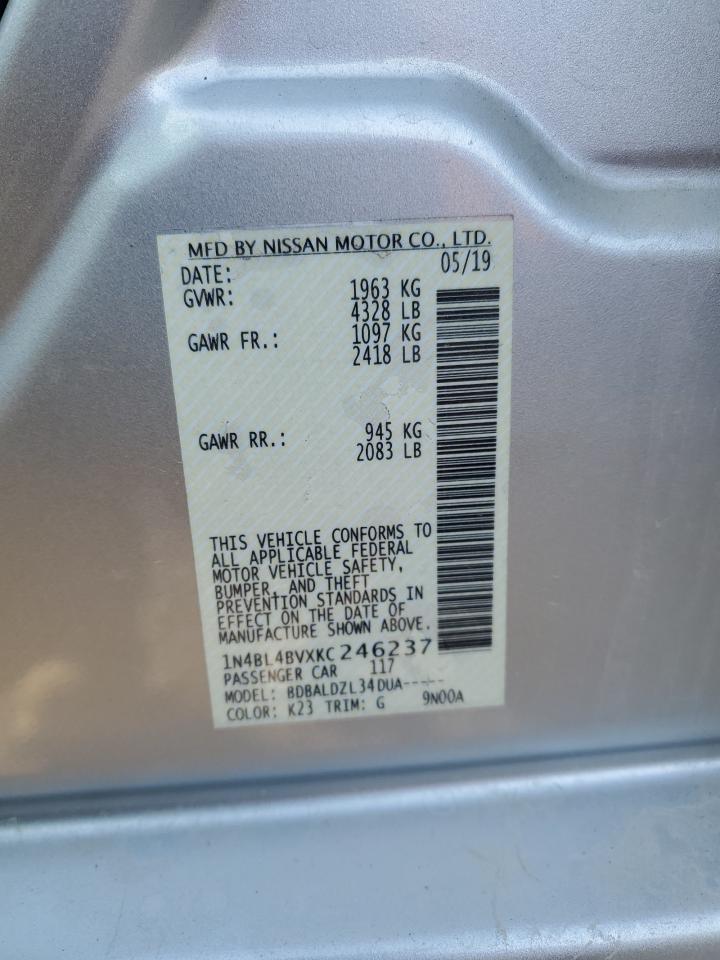 MFD BY NISSAN MOTOR CO., LTD.
DATE: 05/19
GVWR: 1963 KG
4328 LB
GAWR FR.: 1097 KG
2418 LB
GAWR RR.: 945 KG
2083 LB
THIS VEHICLE CONFORMS TO
ALL APPLICABLE FEDERAL
MOTOR VEHICLE SAFETY,
BUMPER, AND THEFT
PREVENTION STANDARDS IN
EFFECT ON THE DATE OF
MANUFACTURE SHOWN ABOVE.
1N4BL4BVXKC246237
PASSENGER CAR 117
MODEL: BDBALDZL34DUA-----
COLOR: K23 TRIM: G 9N00A